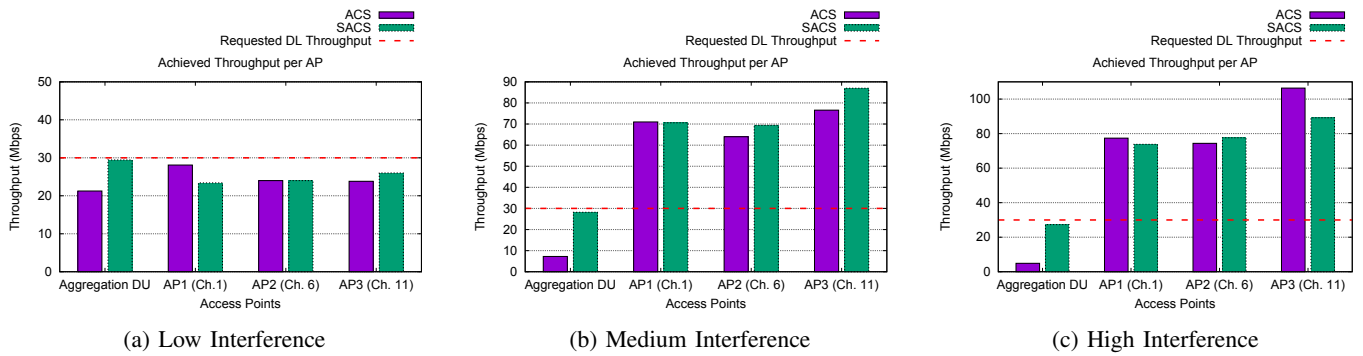 ACS
SACS
Requested DL Throughput
Achieved Throughput per AP
Throughput (Mbps)
50
40
30
20
10
0
Aggregation DU
AP1 (Ch.1)
AP2 (Ch. 6)
AP3 (Ch. 11)
Access Points
(a) Low Interference
ACS
SACS
Requested DL Throughput
Achieved Throughput per AP
Throughput (Mbps)
90
80
70
60
50
40
30
20
10
0
Aggregation DU
AP1 (Ch.1)
AP2 (Ch. 6)
AP3 (Ch. 11)
Access Points
(b) Medium Interference
ACS
SACS
Requested DL Throughput
Achieved Throughput per AP
Throughput (Mbps)
100
80
60
40
20
0
Aggregation DU
AP1 (Ch.1)
AP2 (Ch. 6)
AP3 (Ch. 11)
Access Points
(c) High Interference